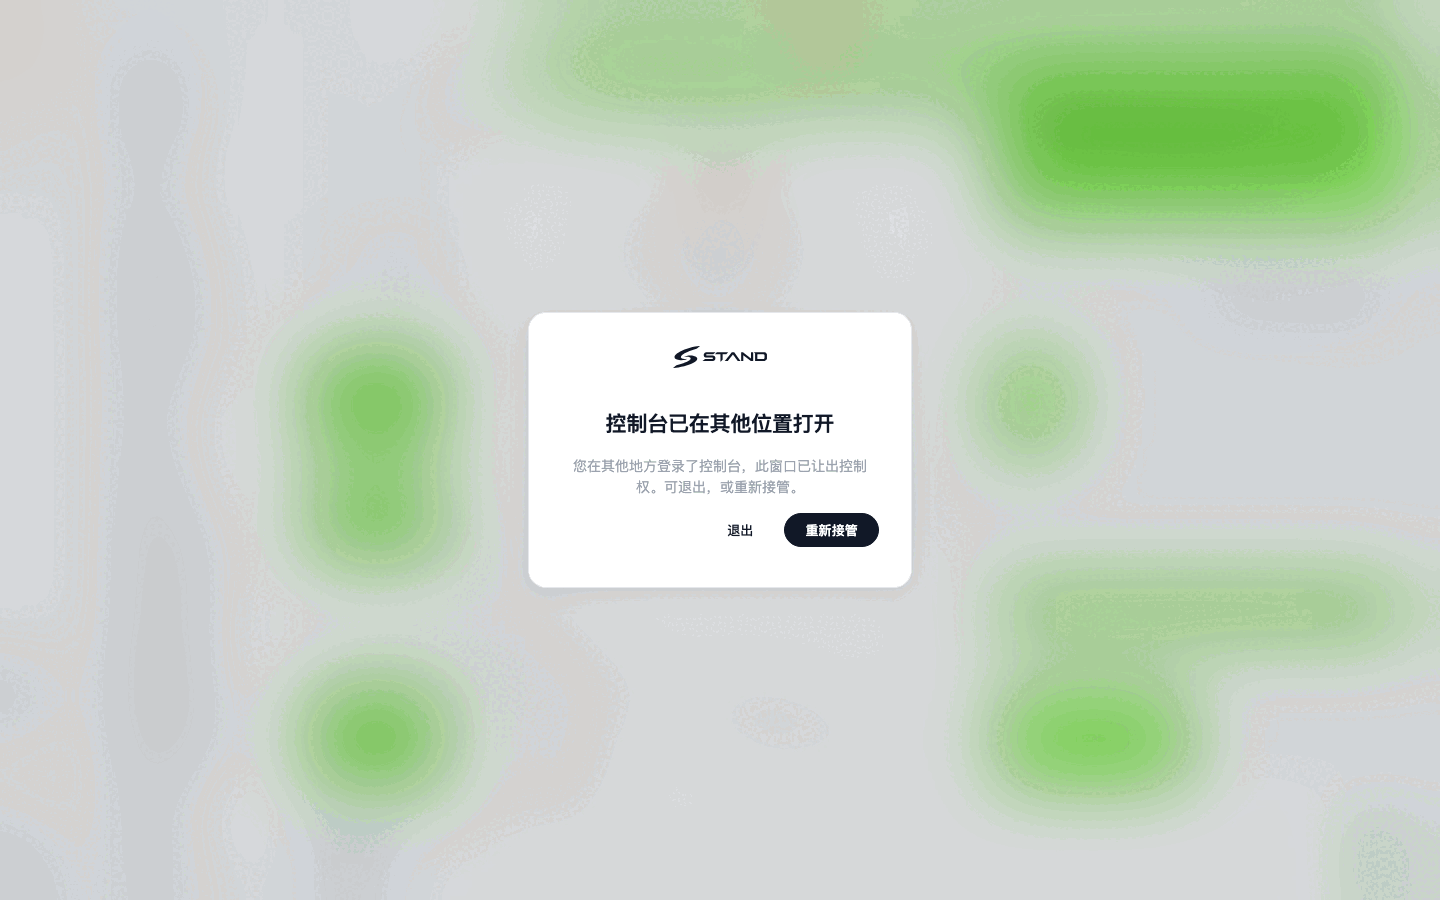 STAND
控制台已在其他位置打开
您在其他地方登录了控制台，此窗口已让出控制
权。可退出，或重新接管。
退出
重新接管